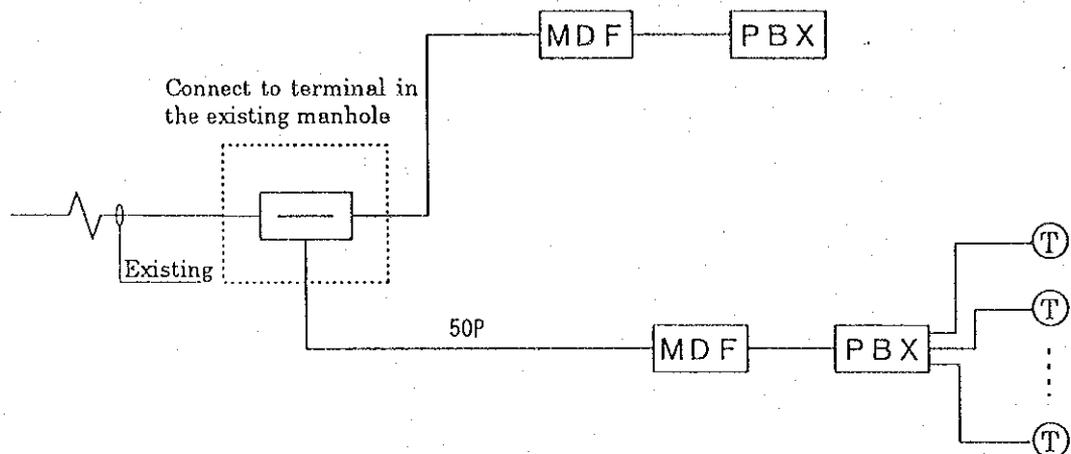 MDF
PBX
Connect to terminal in
the existing manhole
Existing
50P
MDF
PBX
T
T
T